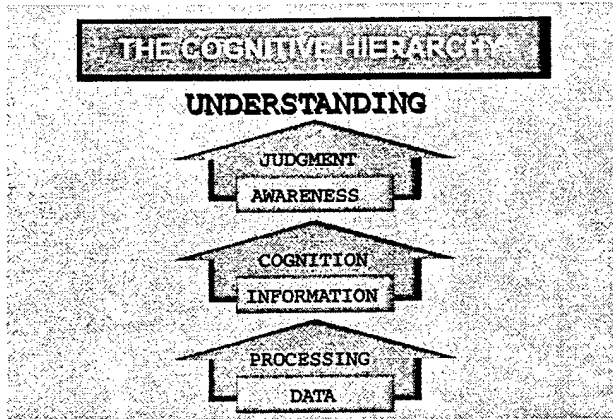 THE COGNITIVE HIERARCHY
UNDERSTANDING
JUDGMENT
AWARENESS
COGNITION
INFORMATION
PROCESSING
DATA